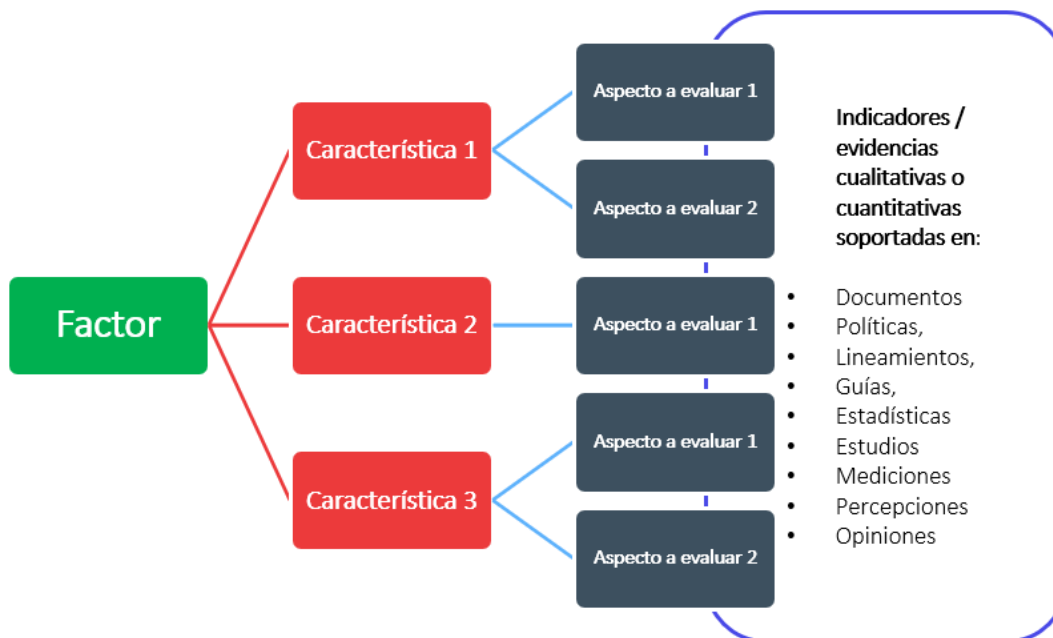 Factor
Característica 1
Característica 2
Característica 3
Aspecto a evaluar 1
Aspecto a evaluar 2
Aspecto a evaluar 1
Aspecto a evaluar 1
Aspecto a evaluar 2
Indicadores /
evidencias
cualitativas o
cuantitativas
soportadas en:
• Documentos
• Políticas,
• Lineamientos,
• Guías,
• Estadísticas
• Estudios
• Mediciones
• Percepciones
• Opiniones